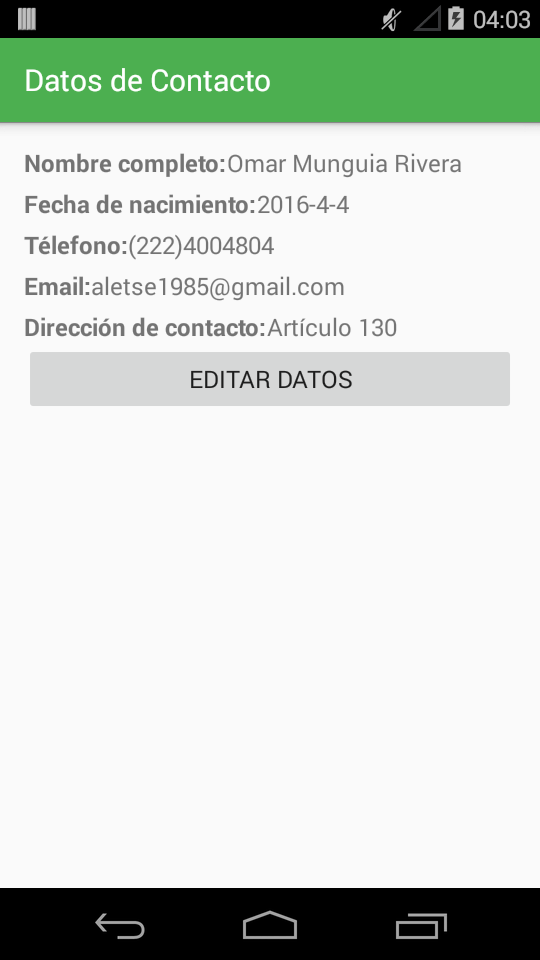 04:03
Datos de Contacto
Nombre completo:Omar Munguia Rivera
Fecha de nacimiento:2016-4-4
Télefono:(222)4004804
Email:aletse1985@gmail.com
Dirección de contacto:Artículo 130
EDITAR DATOS